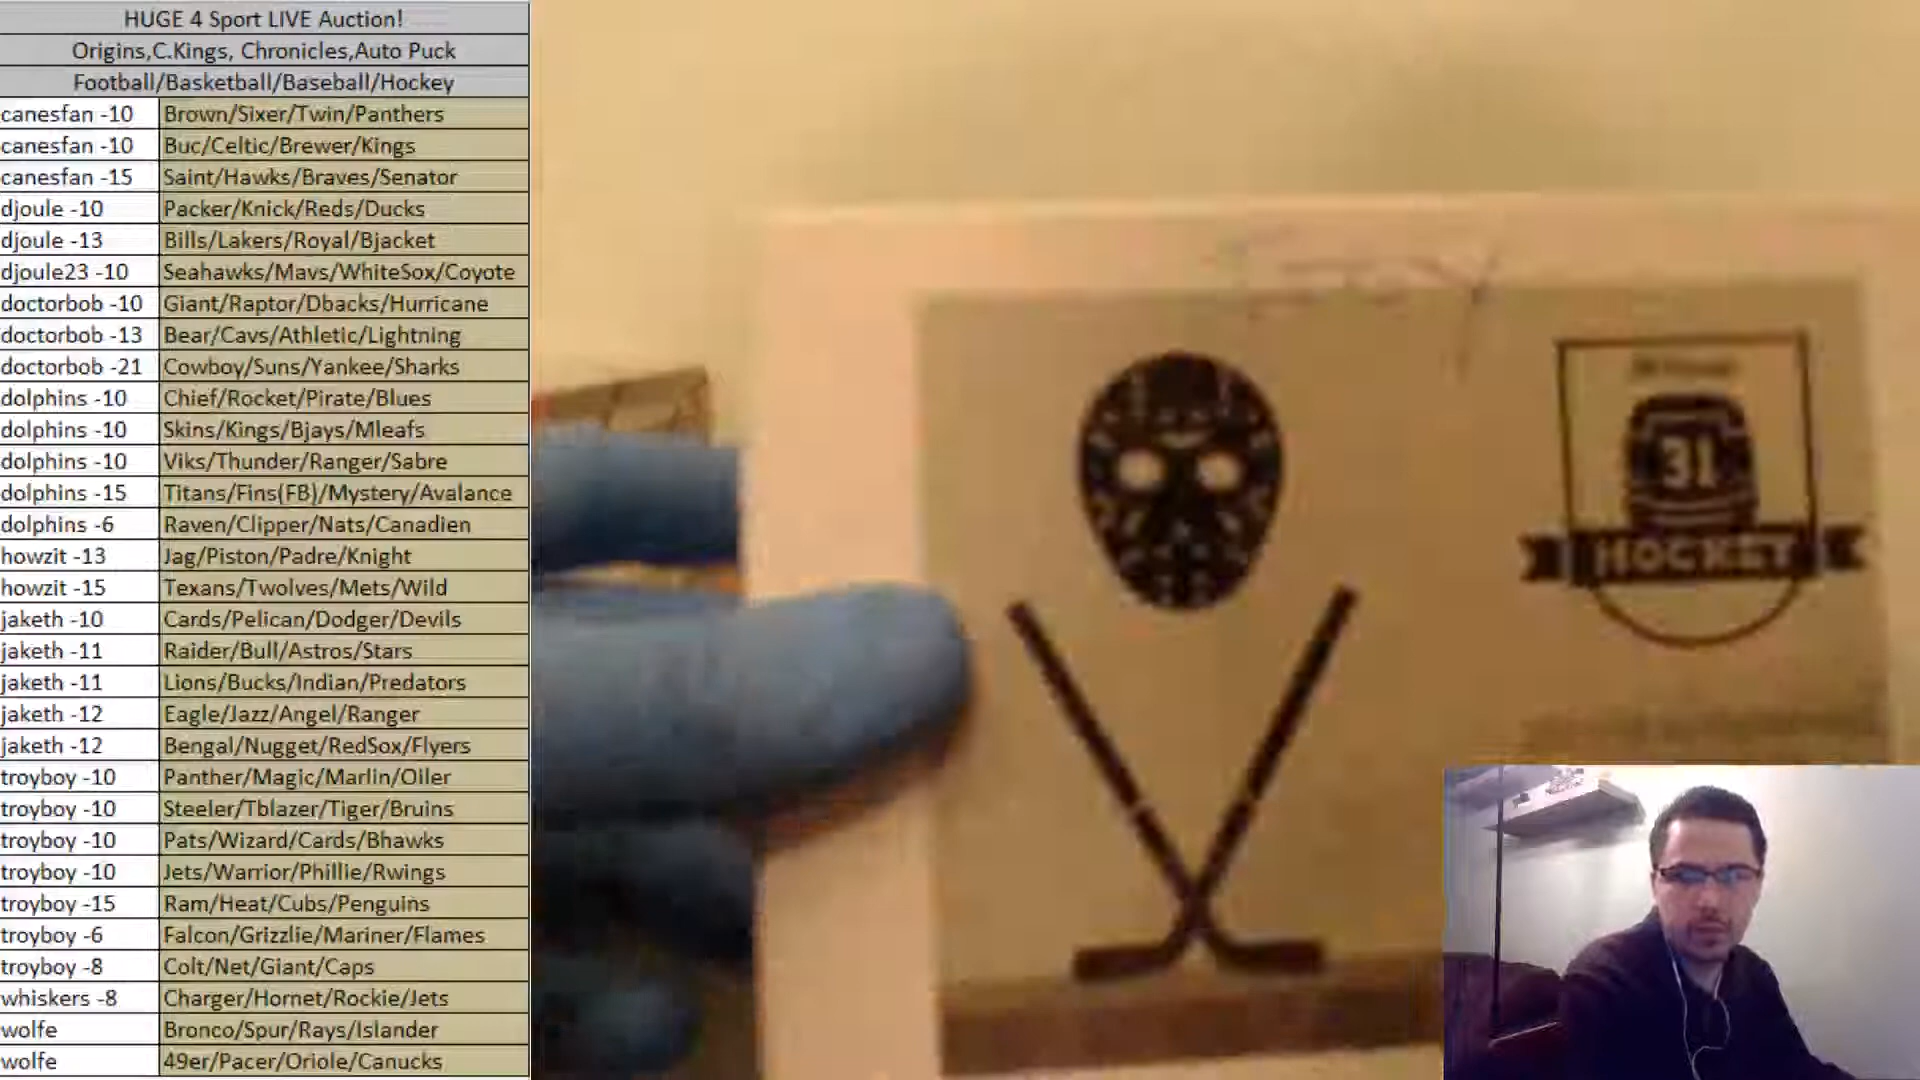 HUGE 4 Sport LIVE Auction!
Origins,C.Kings, Chronicles,Auto Puck
Football/Basketball/Baseball/Hockey
canesfan -10 Brown/Sixer/Twin/Panthers
canesfan -10 Buc/Celtic/Brewer/Kings
canesfan -15 Saint/Hawks/Braves/Senator
djoule -10 Packer/Knick/Reds/Ducks
djoule -13 Bills/Lakers/Royal/Bjacket
djoule23 -10 Seahawks/Mavs/WhiteSox/Coyote
doctorbob -10 Giant/Raptor/Dbacks/Hurricane
doctorbob -13 Bear/Cavs/Athletic/Lightning
doctorbob -21 Cowboy/Suns/Yankee/Sharks
dolphins -10 Chief/Rocket/Pirate/Blues
dolphins -10 Skins/Kings/Bjays/Mleafs
dolphins -10 Viks/Thunder/Ranger/Sabre
dolphins -15 Titans/Fins(FB)/Mystery/Avalance
dolphins -6 Raven/Clipper/Nats/Canadien
howzit -13 Jag/Piston/Padre/Knight
howzit -15 Texans/Twolves/Mets/Wild
jaketh -10 Cards/Pelican/Dodger/Devils
jaketh -11 Raider/Bull/Astros/Stars
jaketh -11 Lions/Bucks/Indian/Predators
jaketh -12 Eagle/Jazz/Angel/Ranger
jaketh -12 Bengal/Nugget/RedSox/Flyers
troyboy -10 Panther/Magic/Marlin/Oiler
troyboy -10 Steeler/Tblazer/Tiger/Bruins
troyboy -10 Pats/Wizard/Cards/Bhawks
troyboy -10 Jets/Warrior/Phillie/Rwings
troyboy -15 Ram/Heat/Cubs/Penguins
troyboy -6 Falcon/Grizzlie/Mariner/Flames
troyboy -8 Colt/Net/Giant/Caps
whiskers -8 Charger/Hornet/Rockie/Jets
wolfe Bronco/Spur/Rays/Islander
wolfe 49er/Pacer/Oriole/Canucks
31
HOCKEY